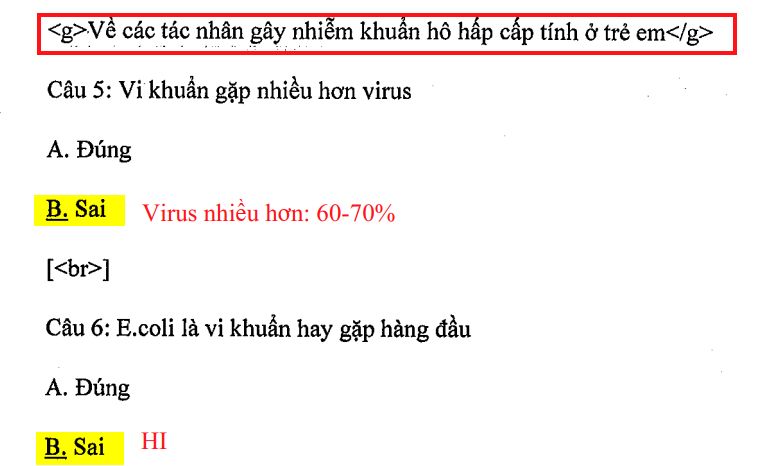 <g>Về các tác nhân gây nhiễm khuẩn hô hấp cấp tính ở trẻ em</g>
Câu 5: Vi khuẩn gặp nhiều hơn virus
A. Đúng
B. Sai Virus nhiều hơn: 60-70%
[<br>]
Câu 6: E.coli là vi khuẩn hay gặp hàng đầu
A. Đúng
B. Sai HI